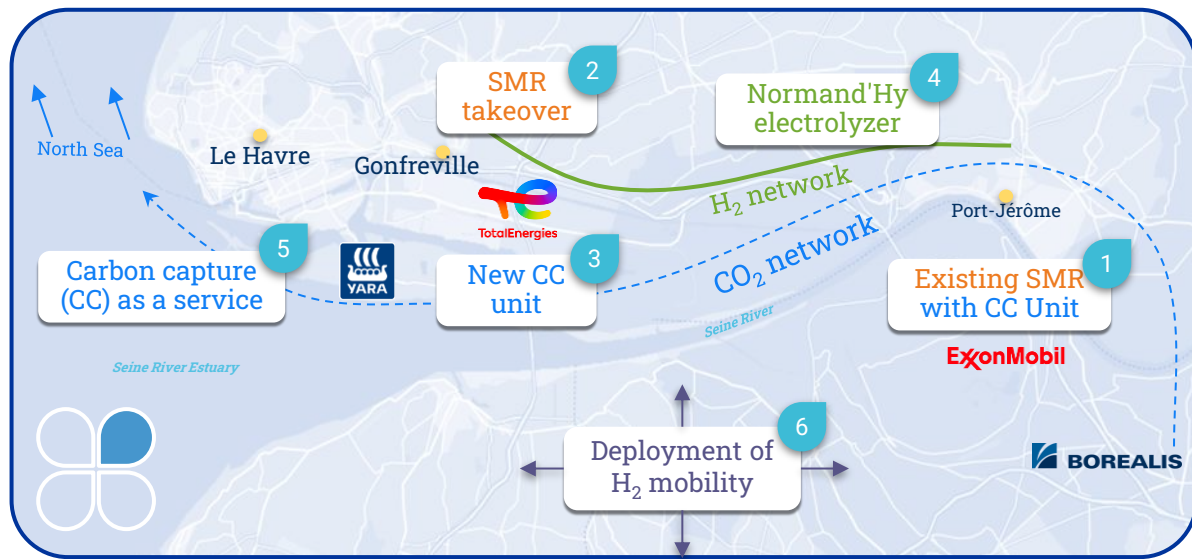 2
SMR
takeover
4
Normand'Hy
electrolyzer
North Sea
Le Havre
Gonfreville
H₂ network
TotalEnergies
Port-Jérôme
5
Carbon capture
(CC) as a service
YARA
3
New CC
unit
CO₂ network
1
Existing SMR
with CC Unit
Seine River
ExxonMobil
Seine River Estuary
6
Deployment of
H₂ mobility
BOREALIS